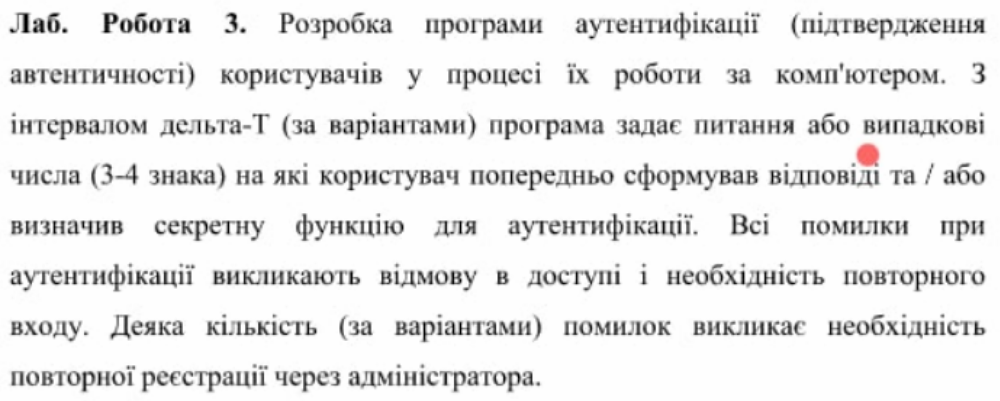 Лаб. Робота 3. Розробка програми аутентифікації (підтвердження
автентичності) користувачів у процесі їх роботи за комп'ютером. З
інтервалом дельта-Т (за варіантами) програма задає питання або випадкові
числа (3-4 знака) на які користувач попередньо сформував відповіді та / або
визначив секретну функцію для аутентифікації. Всі помилки при
аутентифікації викликають відмову в доступі і необхідність повторного
входу. Деяка кількість (за варіантами) помилок викликає необхідність
повторної реєстрації через адміністратора.